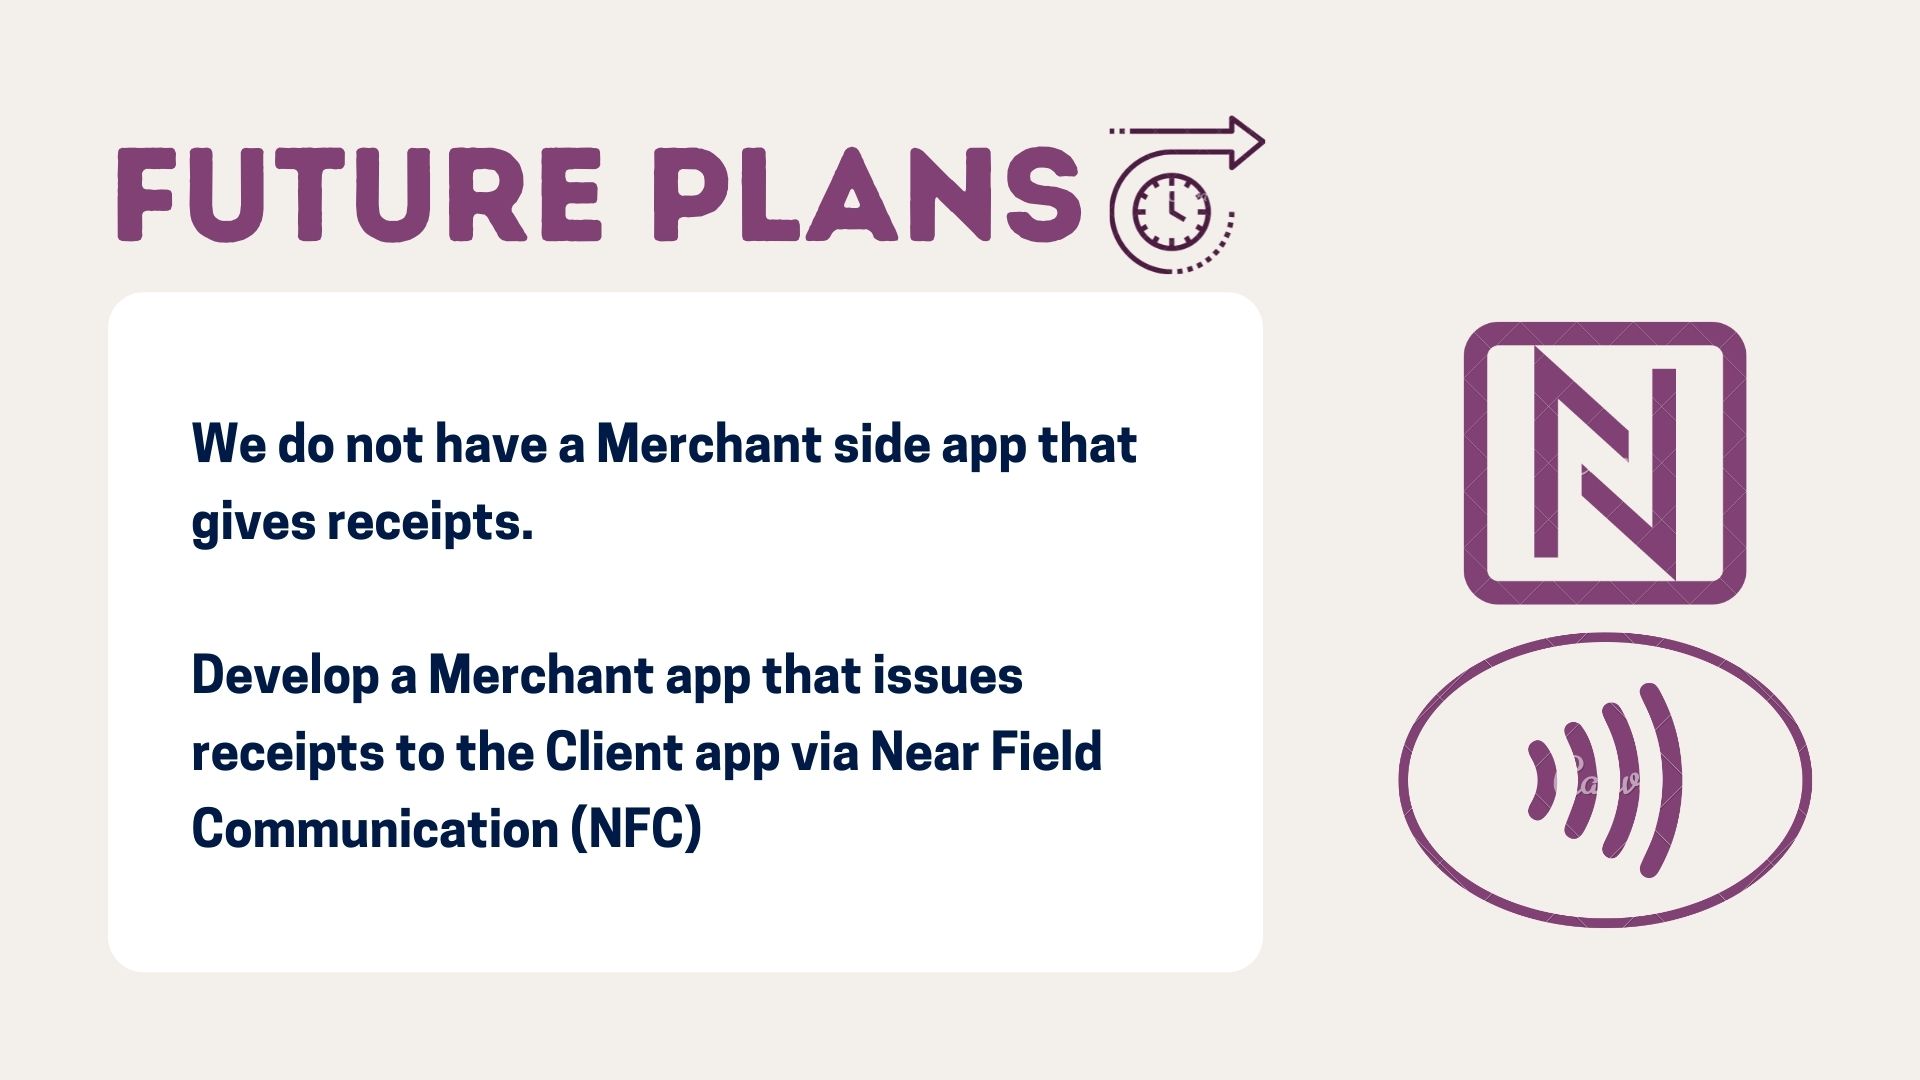 FUTURE PLANS
We do not have a Merchant side app that
gives receipts.
Develop a Merchant app that issues
receipts to the Client app via Near Field
Communication (NFC)